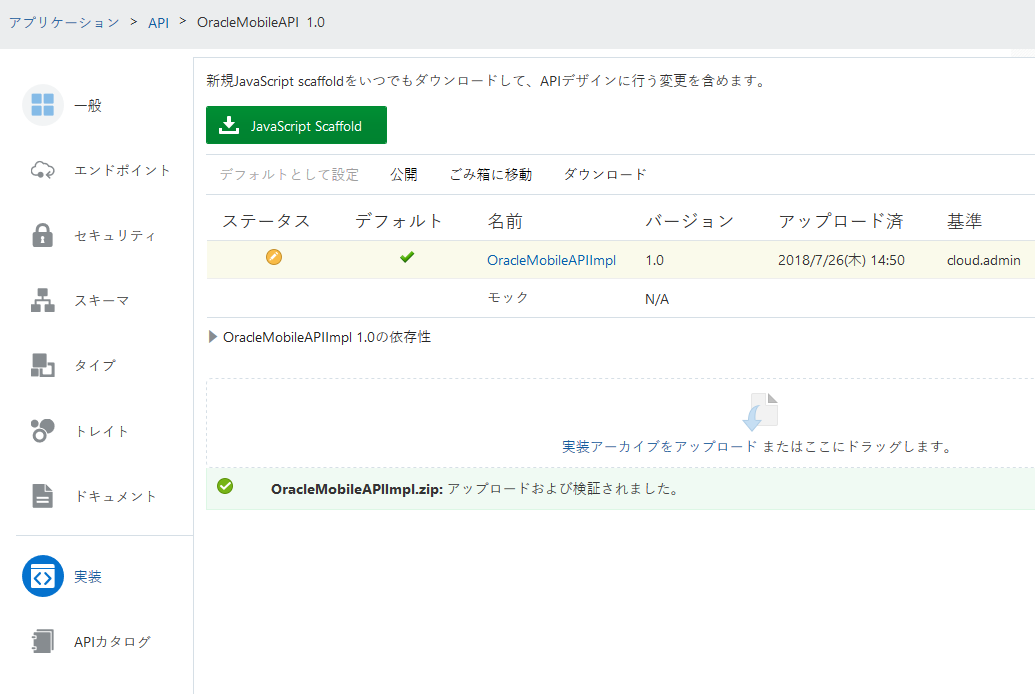 アプリケーション > API > OracleMobileAPI 1.0
新規JavaScript scaffoldをいつでもダウンロードして、APIデザインに行う変更を含めます。
JavaScript Scaffold
デフォルトとして設定 公開 ごみ箱に移動 ダウンロード
ステータス デフォルト 名前 バージョン アップロード済 基準
OracleMobileAPIImpl 1.0 2018/7/26(木) 14:50 cloud.admin
モック N/A
OracleMobileAPIImpl 1.0の依存性
実装アーカイブをアップロード またはここにドラッグします。
OracleMobileAPIImpl.zip: アップロードおよび検証されました。
一般
エンドポイント
セキュリティ
スキーマ
タイプ
トレイト
ドキュメント
実装
APIカタログ